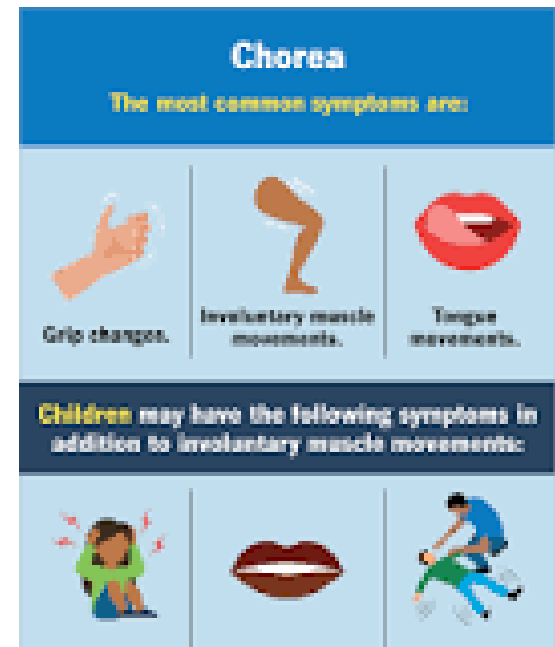 Chorea
The most common symptoms are:
Grip changes.
Involuntary muscle
movements.
Tongue
movements.
Children may have the following symptoms in
addition to involuntary muscle movements: